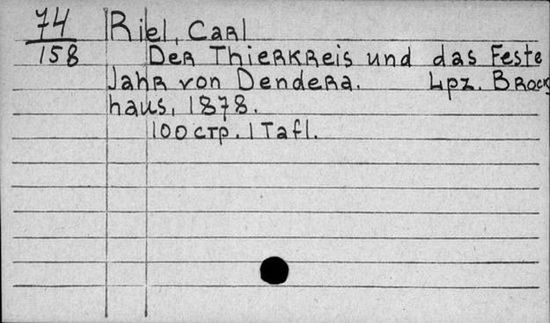 74
158
Riel, Carl
Der Thierkreis und das Feste
Jahr von Dendera. Lpz. Brock
haus, 1878.
100 стр. 1 Tafl.